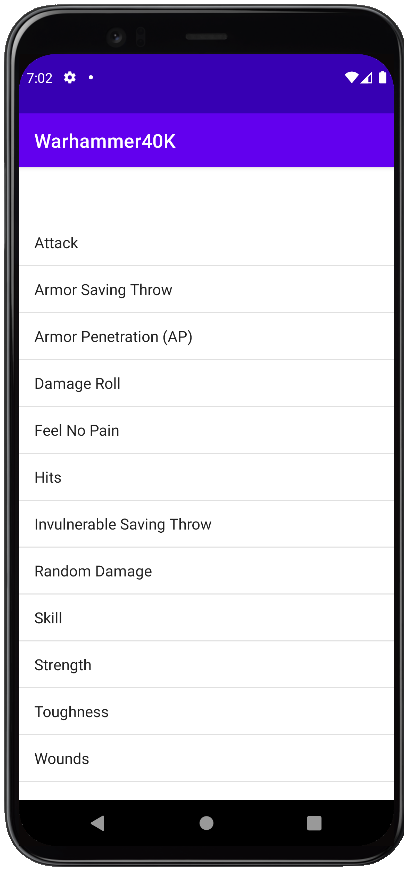 7:02
Warhammer40K
Attack
Armor Saving Throw
Armor Penetration (AP)
Damage Roll
Feel No Pain
Hits
Invulnerable Saving Throw
Random Damage
Skill
Strength
Toughness
Wounds